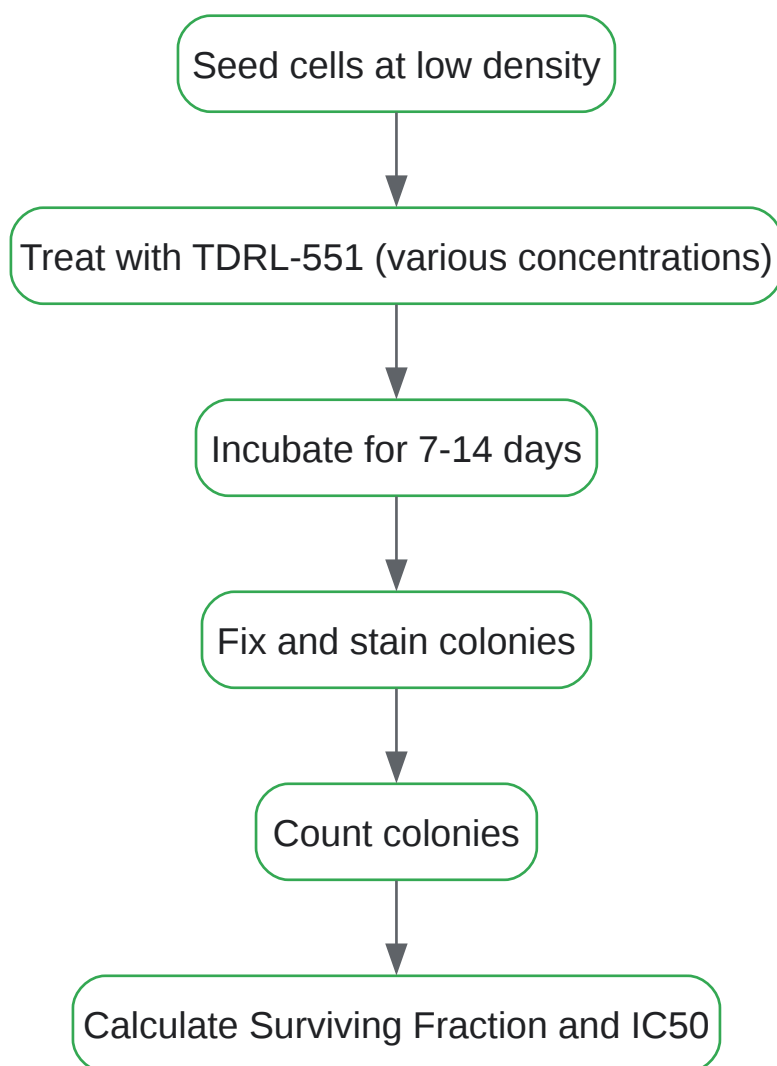 Seed cells at low density
Treat with TDRL-551 (various concentrations)
Incubate for 7-14 days
Fix and stain colonies
Count colonies
Calculate Surviving Fraction and IC50